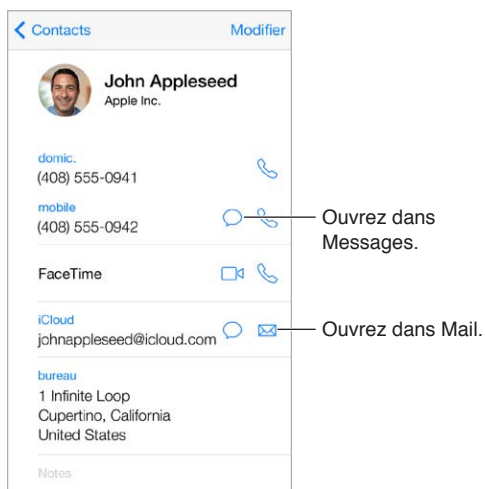 Contacts
Modifier
John Appleseed
Apple Inc.
domic.
(408) 555-0941
mobile
(408) 555-0942
Ouvrez dans
Messages.
FaceTime
iCloud
johnappleseed@icloud.com
Ouvrez dans Mail.
bureau
1 Infinite Loop
Cupertino, California
United States
Notes